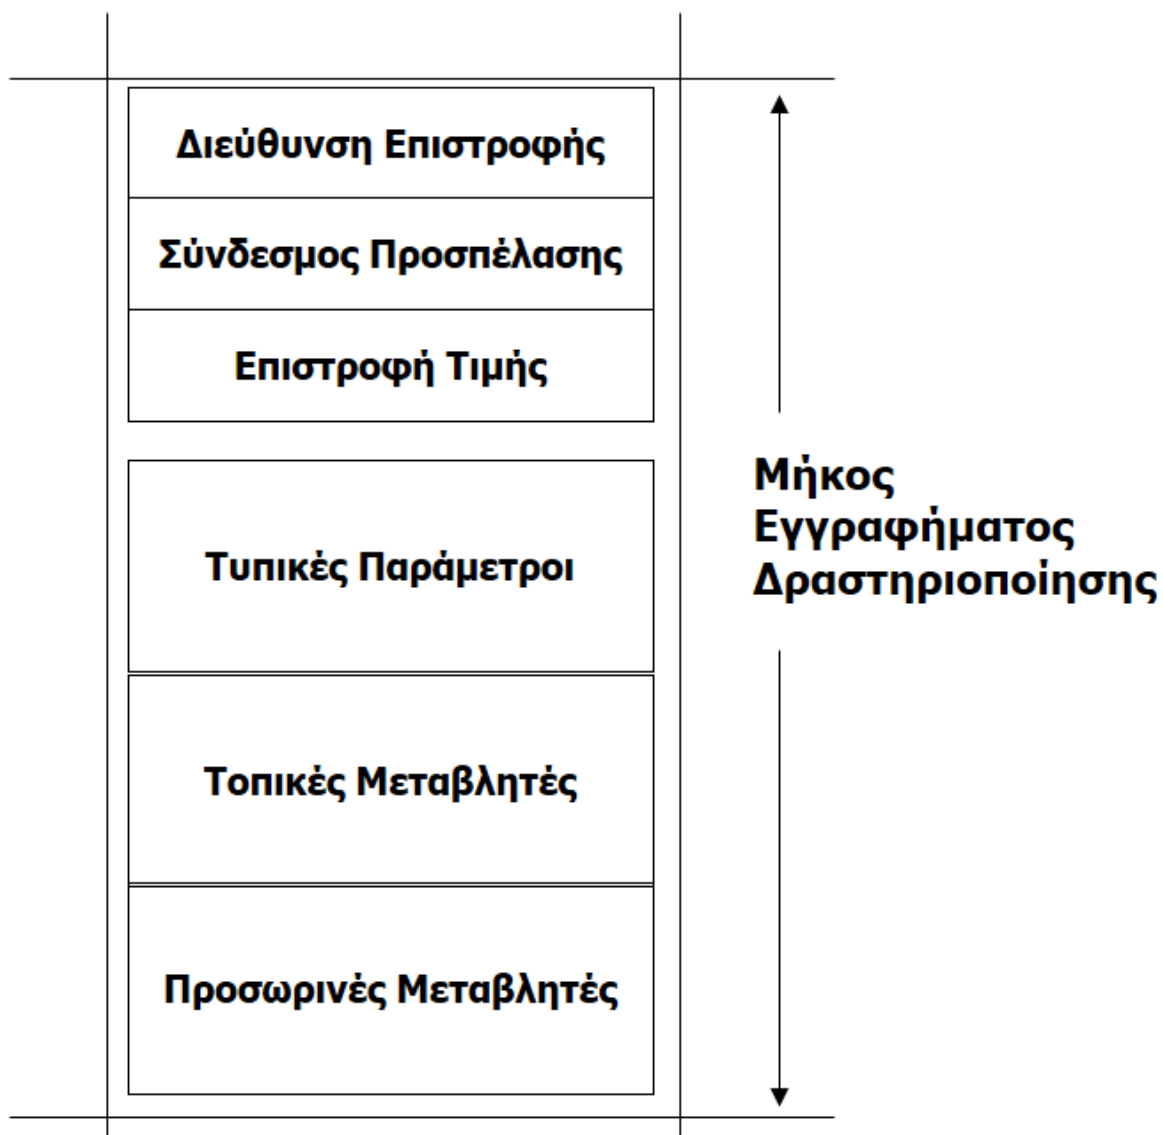 Διεύθυνση Επιστροφής
Σύνδεσμος Προσπέλασης
Επιστροφή Τιμής
Τυπικές Παράμετροι
Τοπικές Μεταβλητές
Προσωρινές Μεταβλητές
Μήκος
Εγγραφήματος
Δραστηριοποίησης